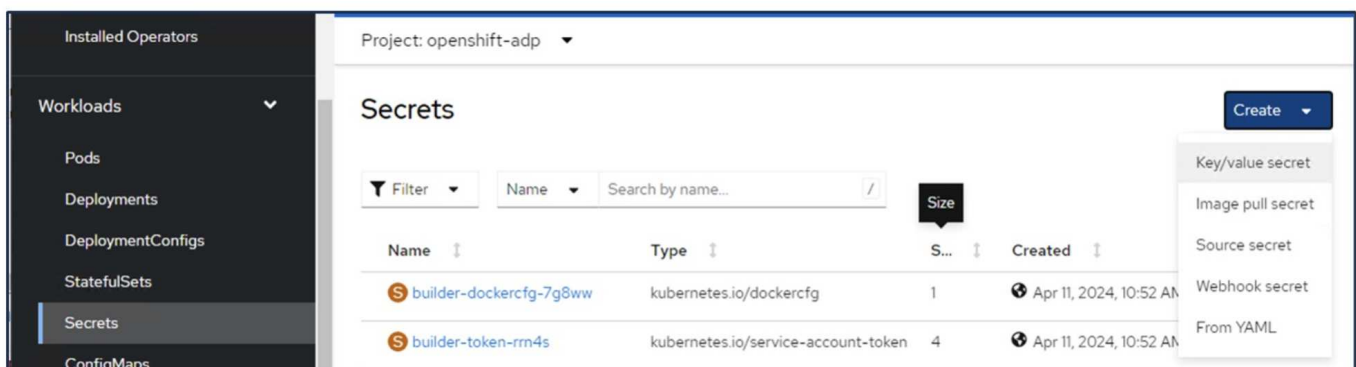 Installed Operators
Project: openshift-adp
Workloads
Secrets
Create
Pods
Key/value secret
Filter
Name
Search by name...
/
Deployments
Size
Image pull secret
DeploymentConfigs
Name
Type
S...
Created
Source secret
StatefulSets
S builder-dockercfg-7g8ww
kubernetes.io/dockercfg
1
Apr 11, 2024, 10:52 AM
Webhook secret
Secrets
From YAML
S builder-token-rrn4s
kubernetes.io/service-account-token
4
Apr 11, 2024, 10:52 AM
ConfigMaps